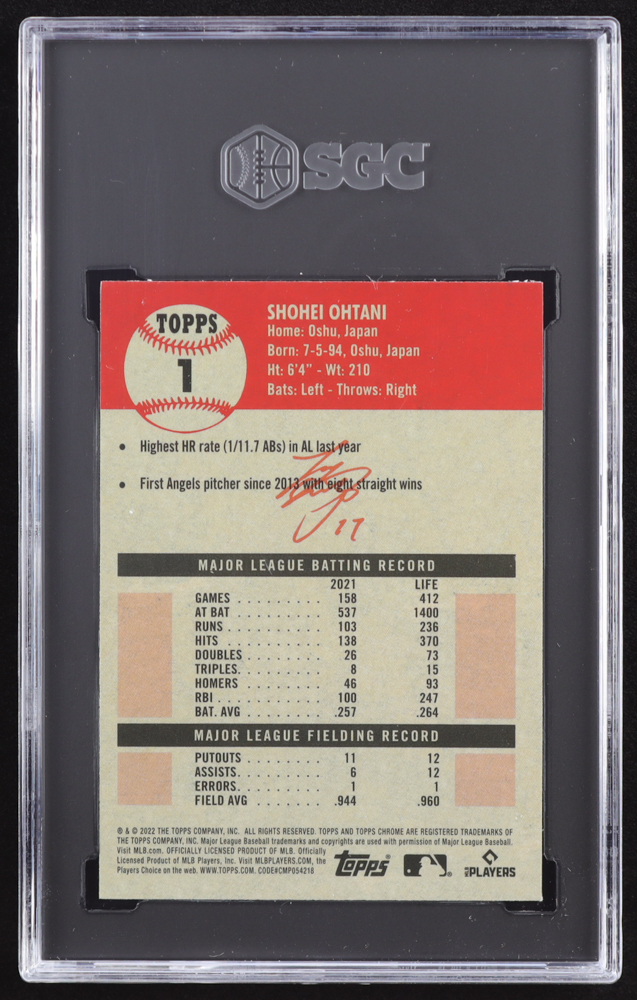 SGC
TOPPS
1
SHOHEI OHTANI
Home: Oshu, Japan
Born: 7-5-94, Oshu, Japan
Ht: 6'4" - Wt: 210
Bats: Left - Throws: Right
• Highest HR rate (1/11.7 ABs) in AL last year
• First Angels pitcher since 2013 with eight straight wins
17
MAJOR LEAGUE BATTING RECORD
2021 LIFE
GAMES . . . . . . . . . 158 412
AT BAT . . . . . . . . . 537 1400
RUNS . . . . . . . . . . 103 236
HITS . . . . . . . . . . 138 370
DOUBLES . . . . . . . . 26 73
TRIPLES. . . . . . . . . 8 15
HOMERS . . . . . . . . 46 93
RBI . . . . . . . . . . . 100 247
BAT. AVG . . . . . . . . .257 .264
MAJOR LEAGUE FIELDING RECORD
PUTOUTS . . . . . . . . 11 12
ASSISTS. . . . . . . . . 6 12
ERRORS. . . . . . . . . 1 1
FIELD AVG . . . . . . . .944 .960
® & © 2022 THE TOPPS COMPANY, INC. ALL RIGHTS RESERVED. TOPPS AND TOPPS CHROME ARE REGISTERED TRADEMARKS OF
THE TOPPS COMPANY, INC. Major League Baseball trademarks and copyrights are used with permission of Major League Baseball.
Visit MLB.com. OFFICIALLY LICENSED PRODUCT OF MLB. Officially
Licensed Product of MLB Players, Inc. Visit MLBPLAYERS.COM, the
Players Choice on the web. WWW.TOPPS.COM. CODE#CMP054218
Topps
MLB PLAYERS